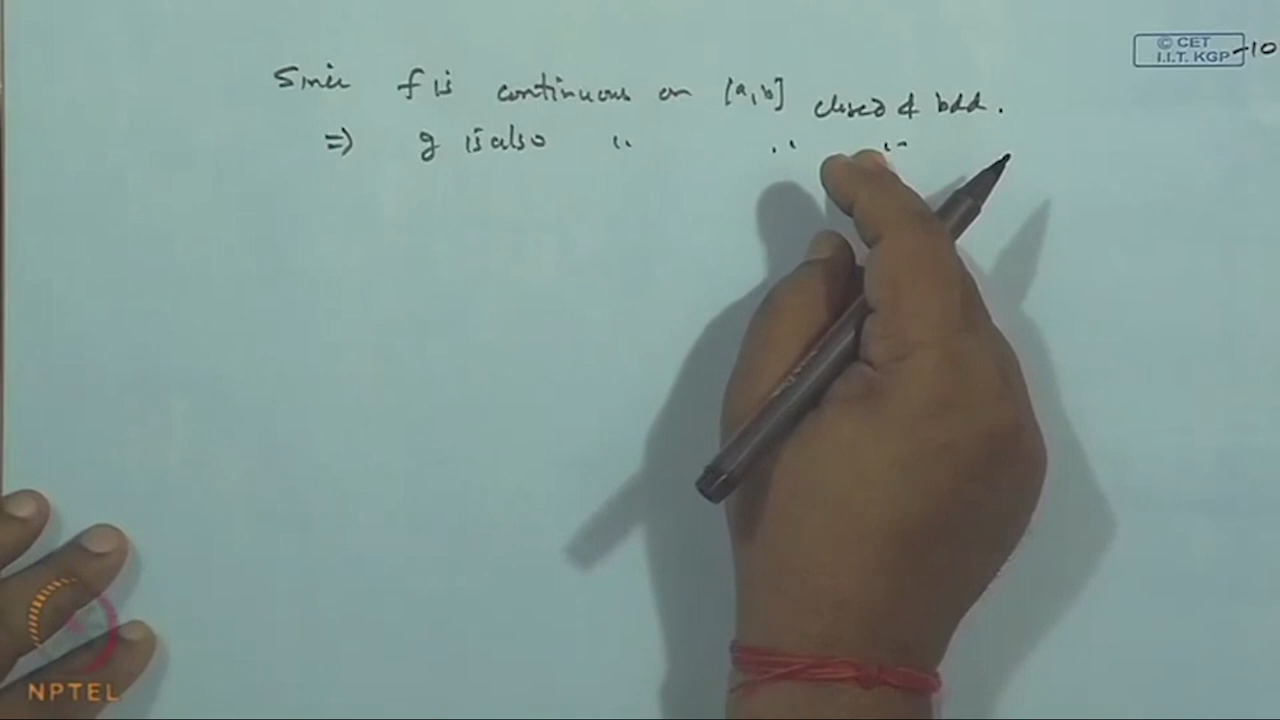 © CET
I.I.T. KGP -10
Since f is continuous on [a,b] closed & bdd.
=> g is also " " "
NPTEL